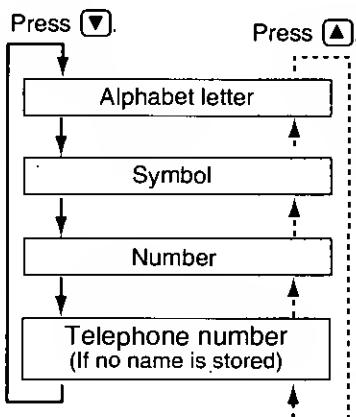 Press ▼.
Press ▲.
Alphabet letter
Symbol
Number
Telephone number
(If no name is stored)